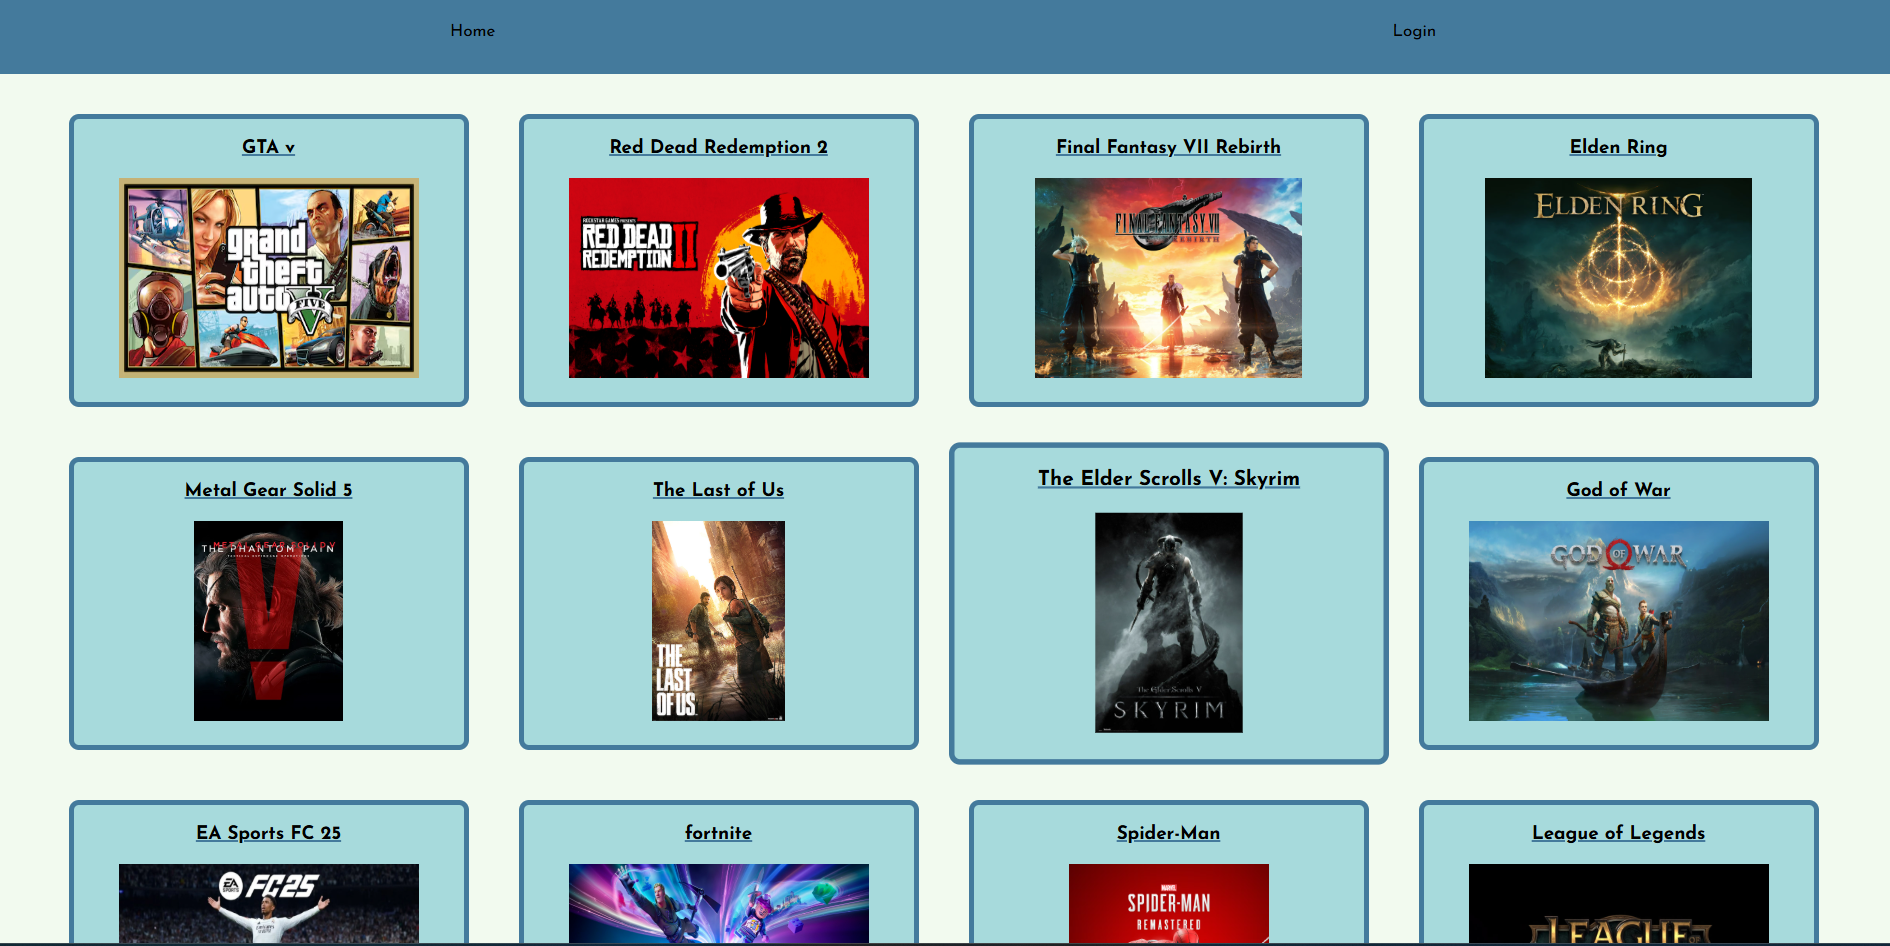 Home Login
GTA v
Red Dead Redemption 2
Final Fantasy VII Rebirth
Elden Ring
grand
theft
auto
FIVE
ROCKSTAR GAMES PRESENTS
RED DEAD
REDEMPTION II
FINAL FANTASY VII
REBIRTH
ELDEN RING
Metal Gear Solid 5
The Last of Us
The Elder Scrolls V: Skyrim
God of War
METAL GEAR SOLID V
THE PHANTOM PAIN
THE
LAST
OF US
The Elder Scrolls V
SKYRIM
GOD OF WAR
EA Sports FC 25
fortnite
Spider-Man
League of Legends
EA
SPORTS
FC25
MARVEL
SPIDER-MAN
REMASTERED
LEAGUE OF